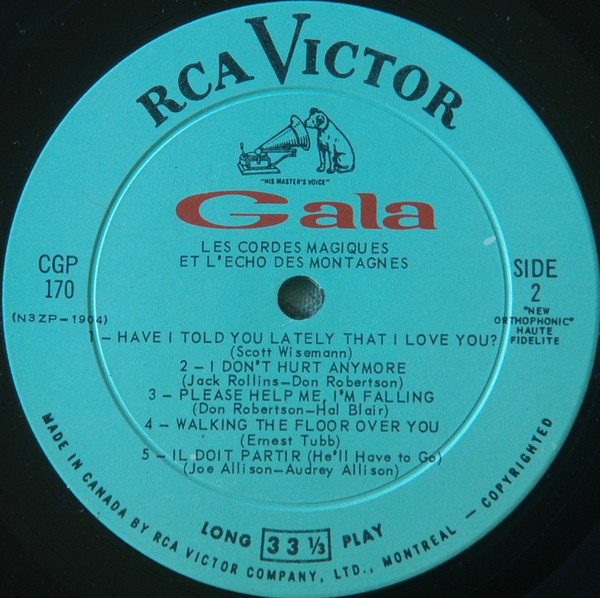 RCA VICTOR
"HIS MASTER'S VOICE"
Gala
LES CORDES MAGIQUES
ET L'ECHO DES MONTAGNES
CGP
170
(N3ZP-1904)
SIDE
2
"NEW
ORTHOPHONIC"
HAUTE
FIDELITE
1 - HAVE I TOLD YOU LATELY THAT I LOVE YOU?
(Scott Wisemann)
2 - I DON'T HURT ANYMORE
(Jack Rollins-Don Robertson)
3 - PLEASE HELP ME, I'M FALLING
(Don Robertson-Hal Blair)
4 - WALKING THE FLOOR OVER YOU
(Ernest Tubb)
5 - IL DOIT PARTIR (He'll Have to Go)
(Joe Allison-Audrey Allison)
LONG 33 1/3 PLAY
MADE IN CANADA BY RCA VICTOR COMPANY, LTD., MONTREAL - COPYRIGHTED